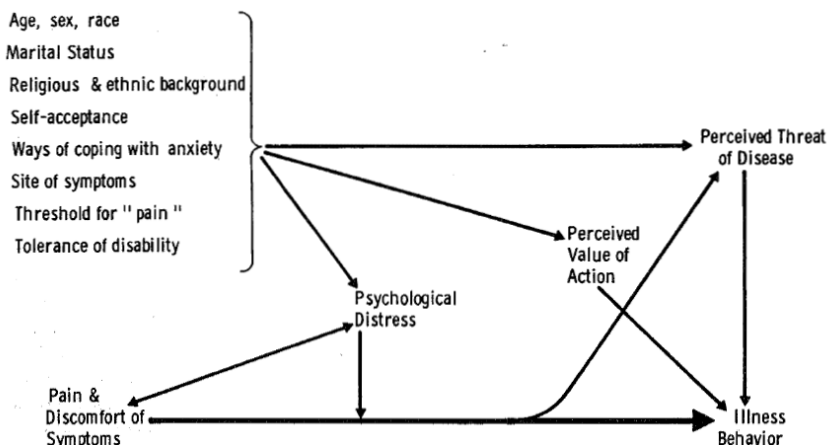 Age, sex, race
Marital Status
Religious & ethnic background
Self-acceptance
Ways of coping with anxiety
Site of symptoms
Threshold for " pain "
Tolerance of disability
Perceived Threat
of Disease
Perceived
Value of
Action
Psychological
Distress
Pain &
Discomfort of
Symptoms
Illness
Behavior